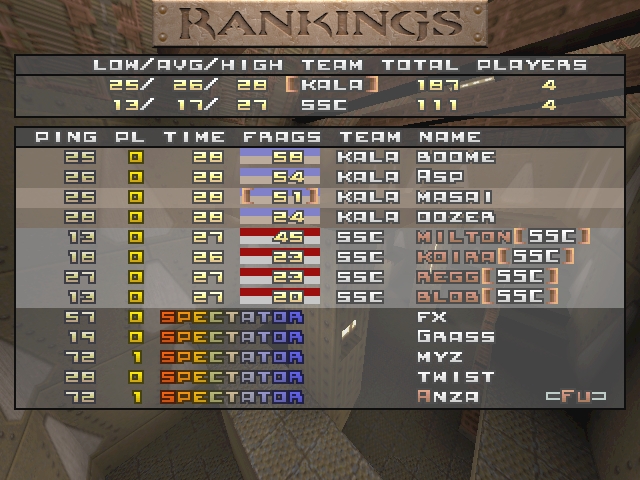 RANKINGS
LOW/AVG/HIGH TEAM TOTAL PLAYERS
25/ 26/ 28 [ KALA ] 187 4
13/ 17/ 27 SSC 111 4
PING PL TIME FRAGS TEAM NAME
25 0 28 58 KALA BOOME
26 0 28 54 KALA ASP
25 0 28 [ 51 ] KALA MASAI
28 0 28 24 KALA OOZER
13 0 27 45 SSC MILTON[SSC]
18 0 26 23 SSC KOIRA[SSC]
27 0 27 23 SSC REGG[SSC]
13 0 27 20 SSC BLOB[SSC]
57 0 SPECTATOR FX
19 0 SPECTATOR GRASS
72 1 SPECTATOR MYZ
28 0 SPECTATOR TWIST
72 1 SPECTATOR ANZA FU